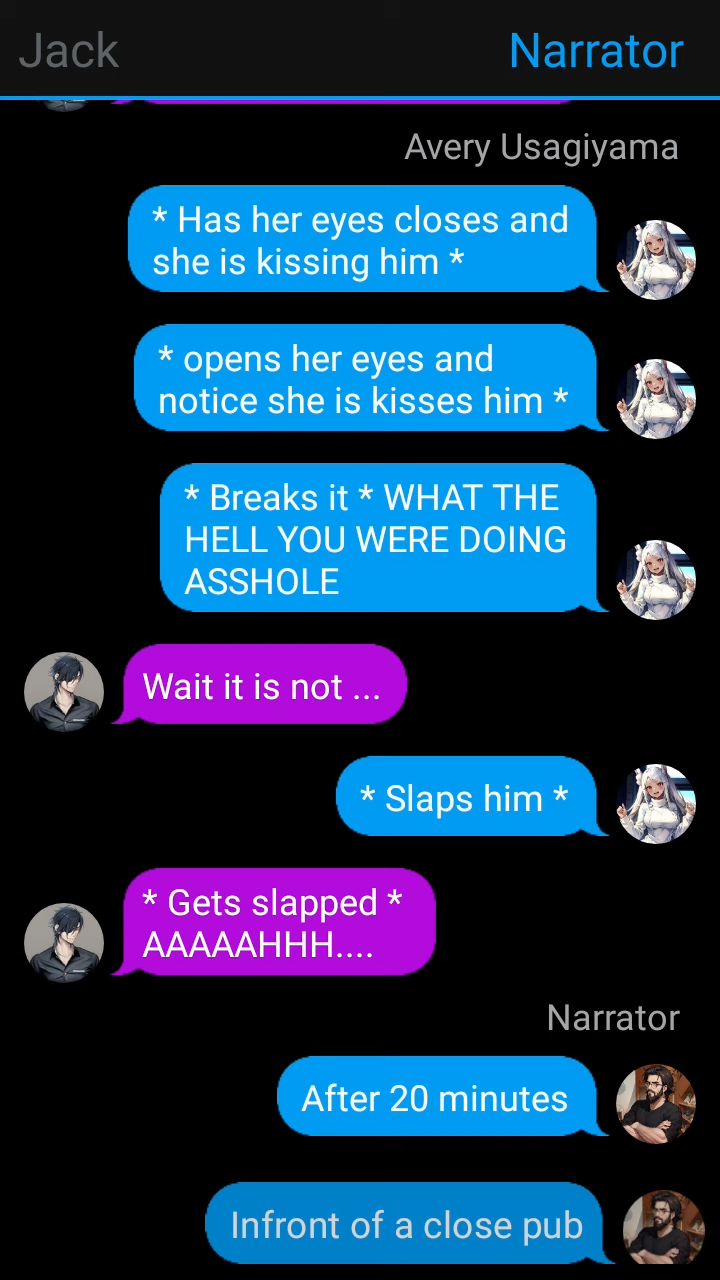 Jack
Narrator
Avery Usagiyama
* Has her eyes closes and
she is kissing him *
* opens her eyes and
notice she is kisses him *
* Breaks it * WHAT THE
HELL YOU WERE DOING
ASSHOLE
Wait it is not ...
* Slaps him *
* Gets slapped *
AAAAAHHH....
Narrator
After 20 minutes
Infront of a close pub